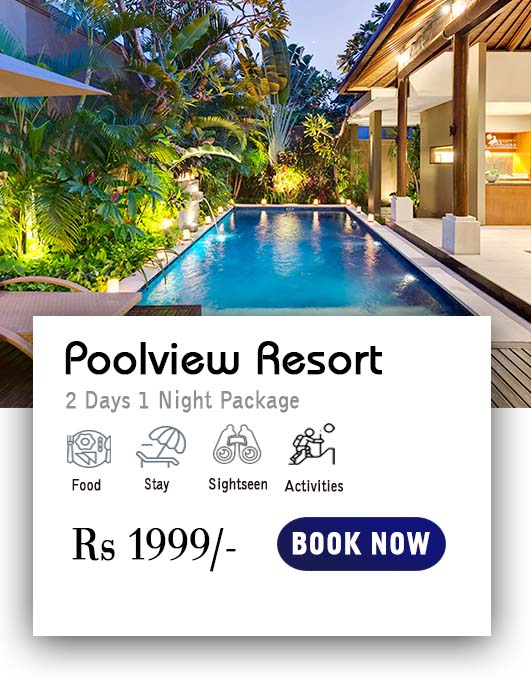 Poolview Resort
2 Days 1 Night Package
Food Stay Sightseen Activities
Rs 1999/- BOOK NOW